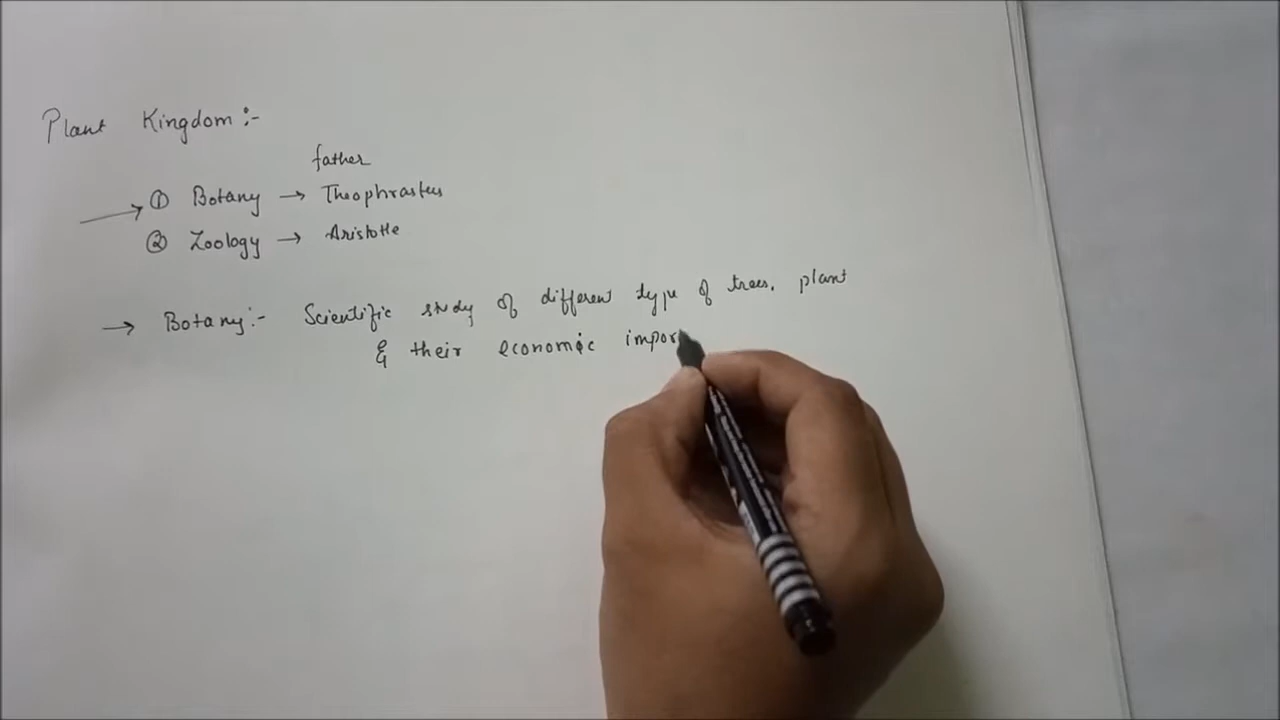 Plant Kingdom :-
father
① Botany → Theophrastus
② Zoology → Aristotle
→ Botany :- Scientific study of different type of trees, plant
& their economic impor